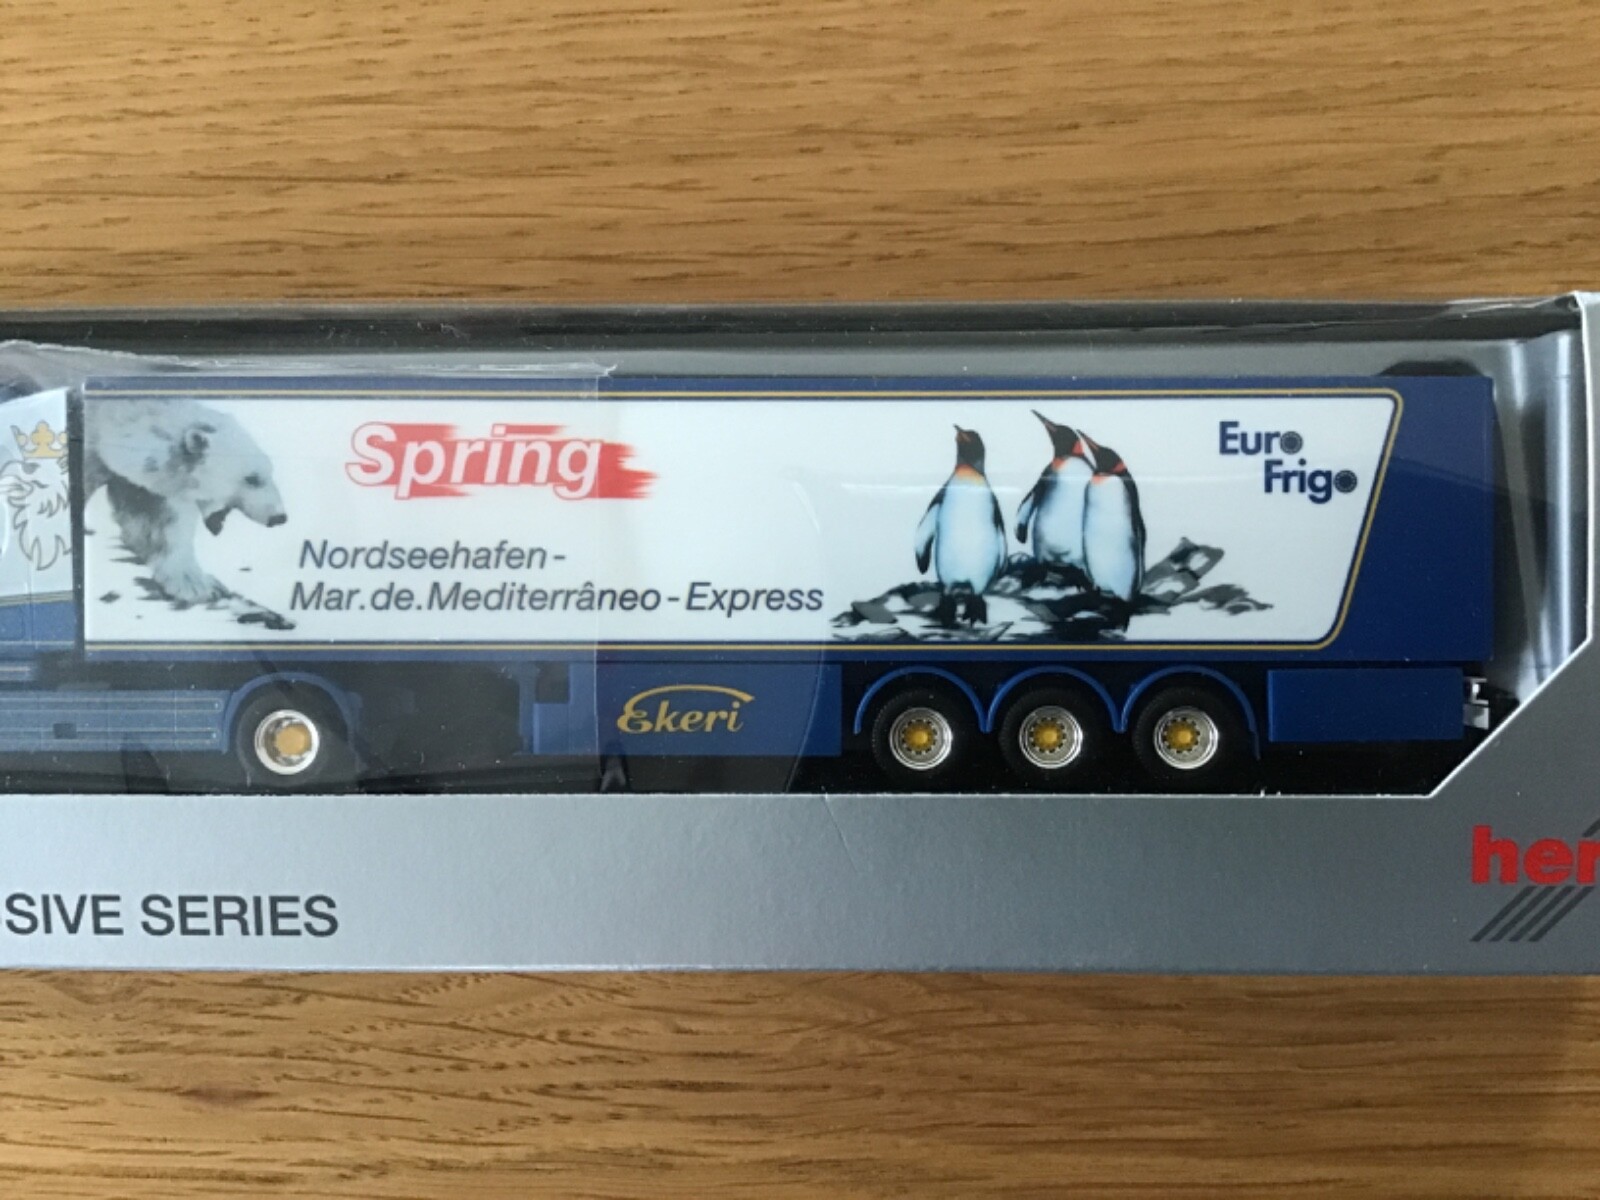 Spring
Nordseehafen-
Mar.de.Mediterrâneo-Express
Euro
Frigo
Ekeri
SIVE SERIES
her